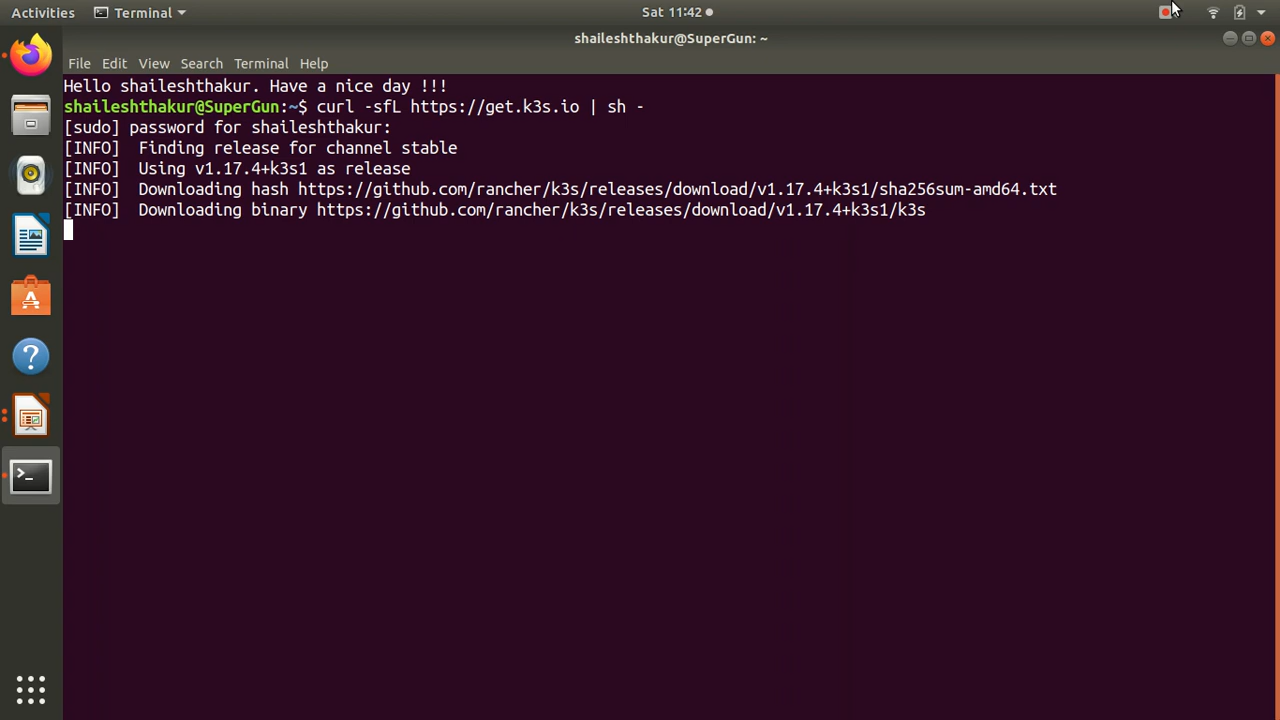 Activities
Terminal
Sat 11:42
shaileshthakur@SuperGun: ~
File Edit View Search Terminal Help
Hello shaileshthakur. Have a nice day !!!
shaileshthakur@SuperGun:~$ curl -sfL https://get.k3s.io | sh -
[sudo] password for shaileshthakur:
[INFO]  Finding release for channel stable
[INFO]  Using v1.17.4+k3s1 as release
[INFO]  Downloading hash https://github.com/rancher/k3s/releases/download/v1.17.4+k3s1/sha256sum-amd64.txt
[INFO]  Downloading binary https://github.com/rancher/k3s/releases/download/v1.17.4+k3s1/k3s